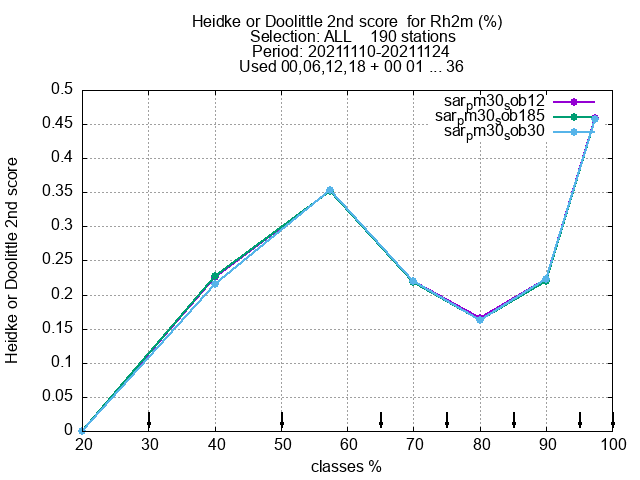 Heidke or Doolittle 2nd score  for Rh2m (%)
Selection: ALL    190 stations
Period: 20211110-20211124
Used 00,06,12,18 + 00 01 ... 36
sar_pm30_sob12
sar_pm30_sob185
sar_pm30_sob30
Heidke or Doolittle 2nd score
0.5
0.45
0.4
0.35
0.3
0.25
0.2
0.15
0.1
0.05
0
20 30 40 50 60 70 80 90 100
classes %